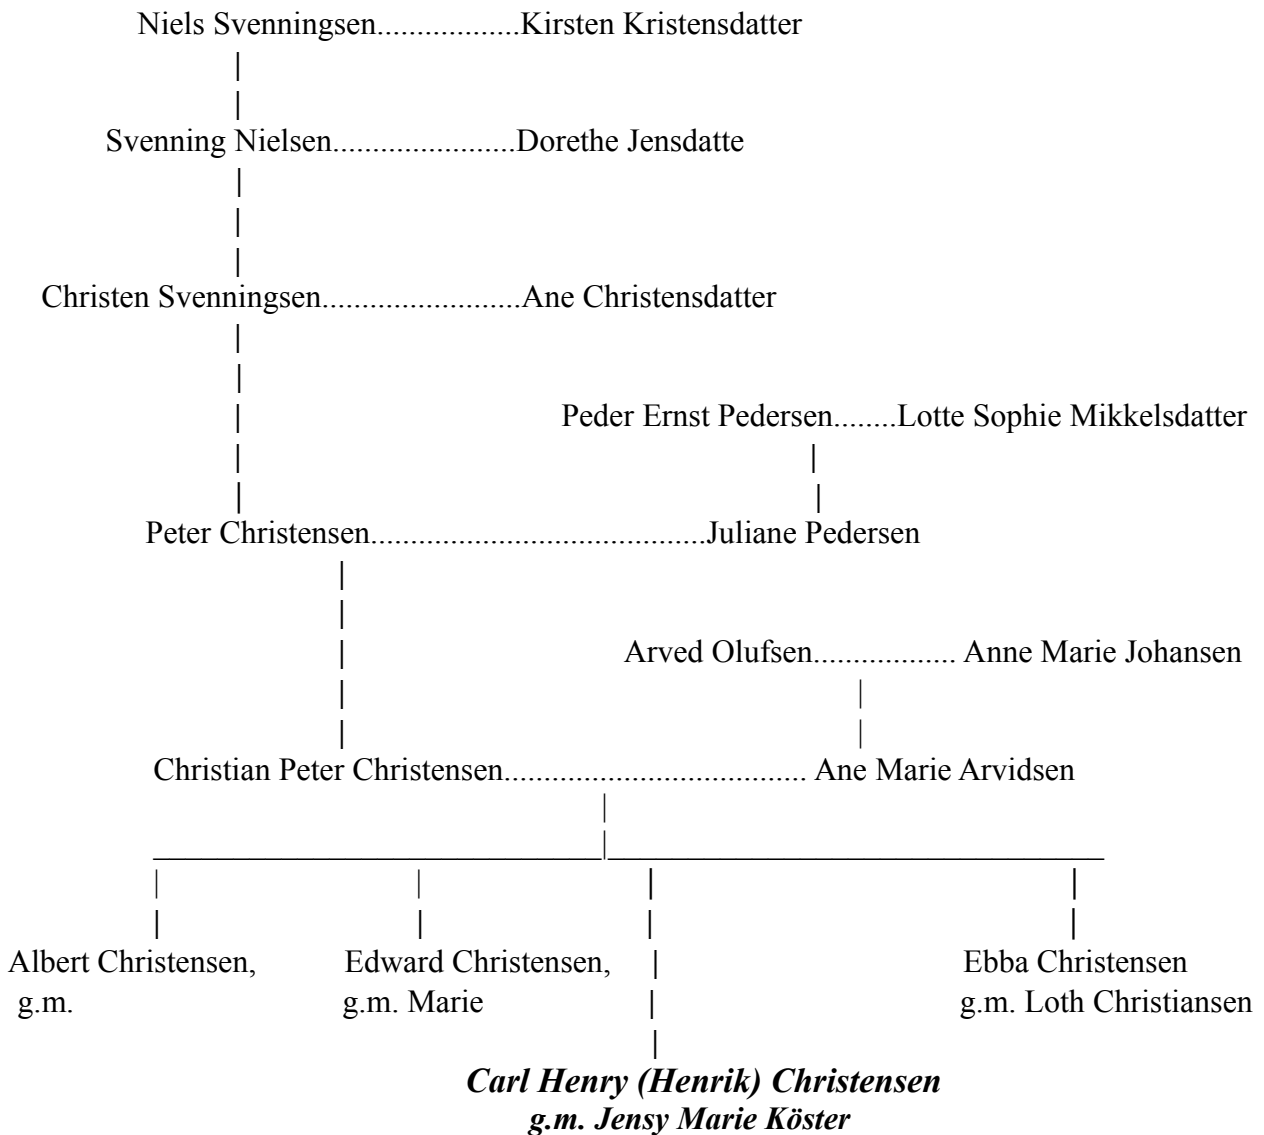 Niels Svenningsen..................Kirsten Kristensdatter
Svenning Nielsen.......................Dorethe Jensdatte
Christen Svenningsen.........................Ane Christensdatter
Peder Ernst Pedersen........Lotte Sophie Mikkelsdatter
Peter Christensen..........................................Juliane Pedersen
Arved Olufsen.................. Anne Marie Johansen
Christian Peter Christensen...................................... Ane Marie Arvidsen
Albert Christensen, Edward Christensen, Ebba Christensen
g.m. g.m. Marie g.m. Loth Christiansen
Carl Henry (Henrik) Christensen
g.m. Jensy Marie Köster